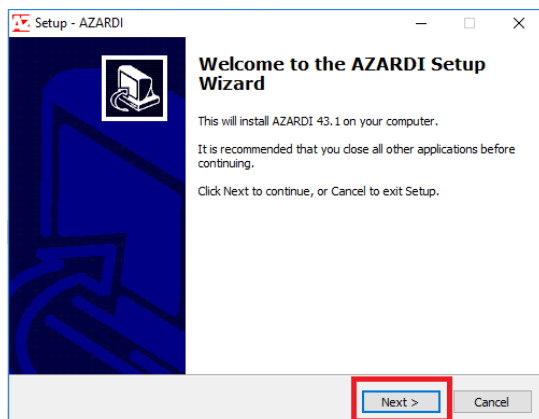 Setup - AZARDI
Welcome to the AZARDI Setup
Wizard
This will install AZARDI 43.1 on your computer.
It is recommended that you close all other applications before
continuing.
Click Next to continue, or Cancel to exit Setup.
Next >
Cancel